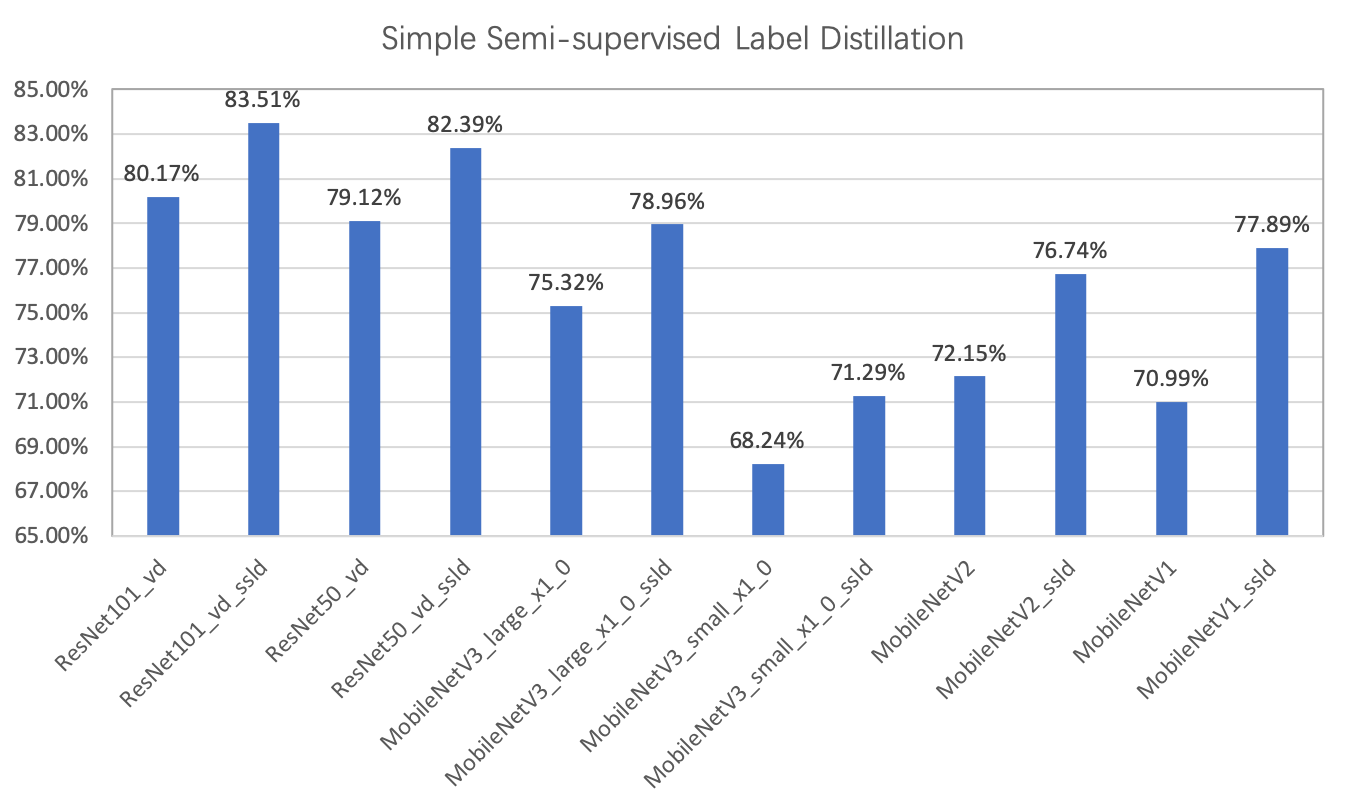 Simple Semi-supervised Label Distillation
85.00%
83.00%
81.00%
79.00%
77.00%
75.00%
73.00%
71.00%
69.00%
67.00%
65.00%
80.17%
83.51%
79.12%
82.39%
75.32%
78.96%
68.24%
71.29%
72.15%
76.74%
70.99%
77.89%
ResNet101_vd
ResNet101_vd_ssld
ResNet50_vd
ResNet50_vd_ssld
MobileNetV3_large_x1_0
MobileNetV3_large_x1_0_ssld
MobileNetV3_small_x1_0
MobileNetV3_small_x1_0_ssld
MobileNetV2
MobileNetV2_ssld
MobileNetV1
MobileNetV1_ssld